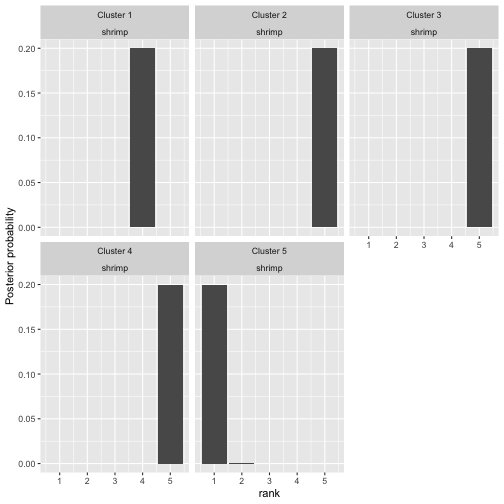 Cluster 1
shrimp
Cluster 2
shrimp
Cluster 3
shrimp
0.20
0.15
0.10
0.05
0.00
1 2 3 4 5
Cluster 4
shrimp
Cluster 5
shrimp
0.20
0.15
0.10
0.05
0.00
1 2 3 4 5
1 2 3 4 5
rank
Posterior probability